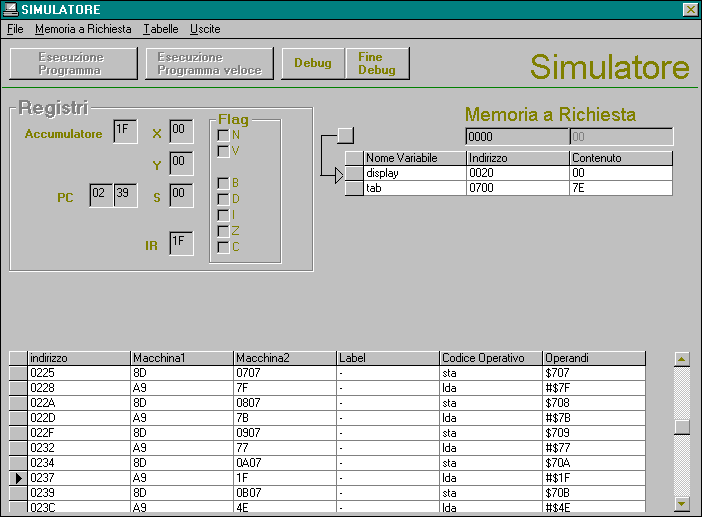 SIMULATORE
File Memoria a Richiesta Tabelle Uscite
Esecuzione Programma
Esecuzione Programma veloce
Debug
Fine Debug
Simulatore
Registri
Accumulatore 1F X 00
Y 00
PC 02 39 S 00
IR 1F
Flag
N
V
B
D
I
Z
C
Memoria a Richiesta
0000 00
Nome Variabile Indirizzo Contenuto
display 0020 00
tab 0700 7E
indirizzo Macchina1 Macchina2 Label Codice Operativo Operandi
0225 8D 0707 - sta $707
0228 A9 7F - lda #$7F
022A 8D 0807 - sta $708
022D A9 7B - lda #$7B
022F 8D 0907 - sta $709
0232 A9 77 - lda #$77
0234 8D 0A07 - sta $70A
0237 A9 1F - lda #$1F
0239 8D 0B07 - sta $70B
023C A9 4E - lda #$4E